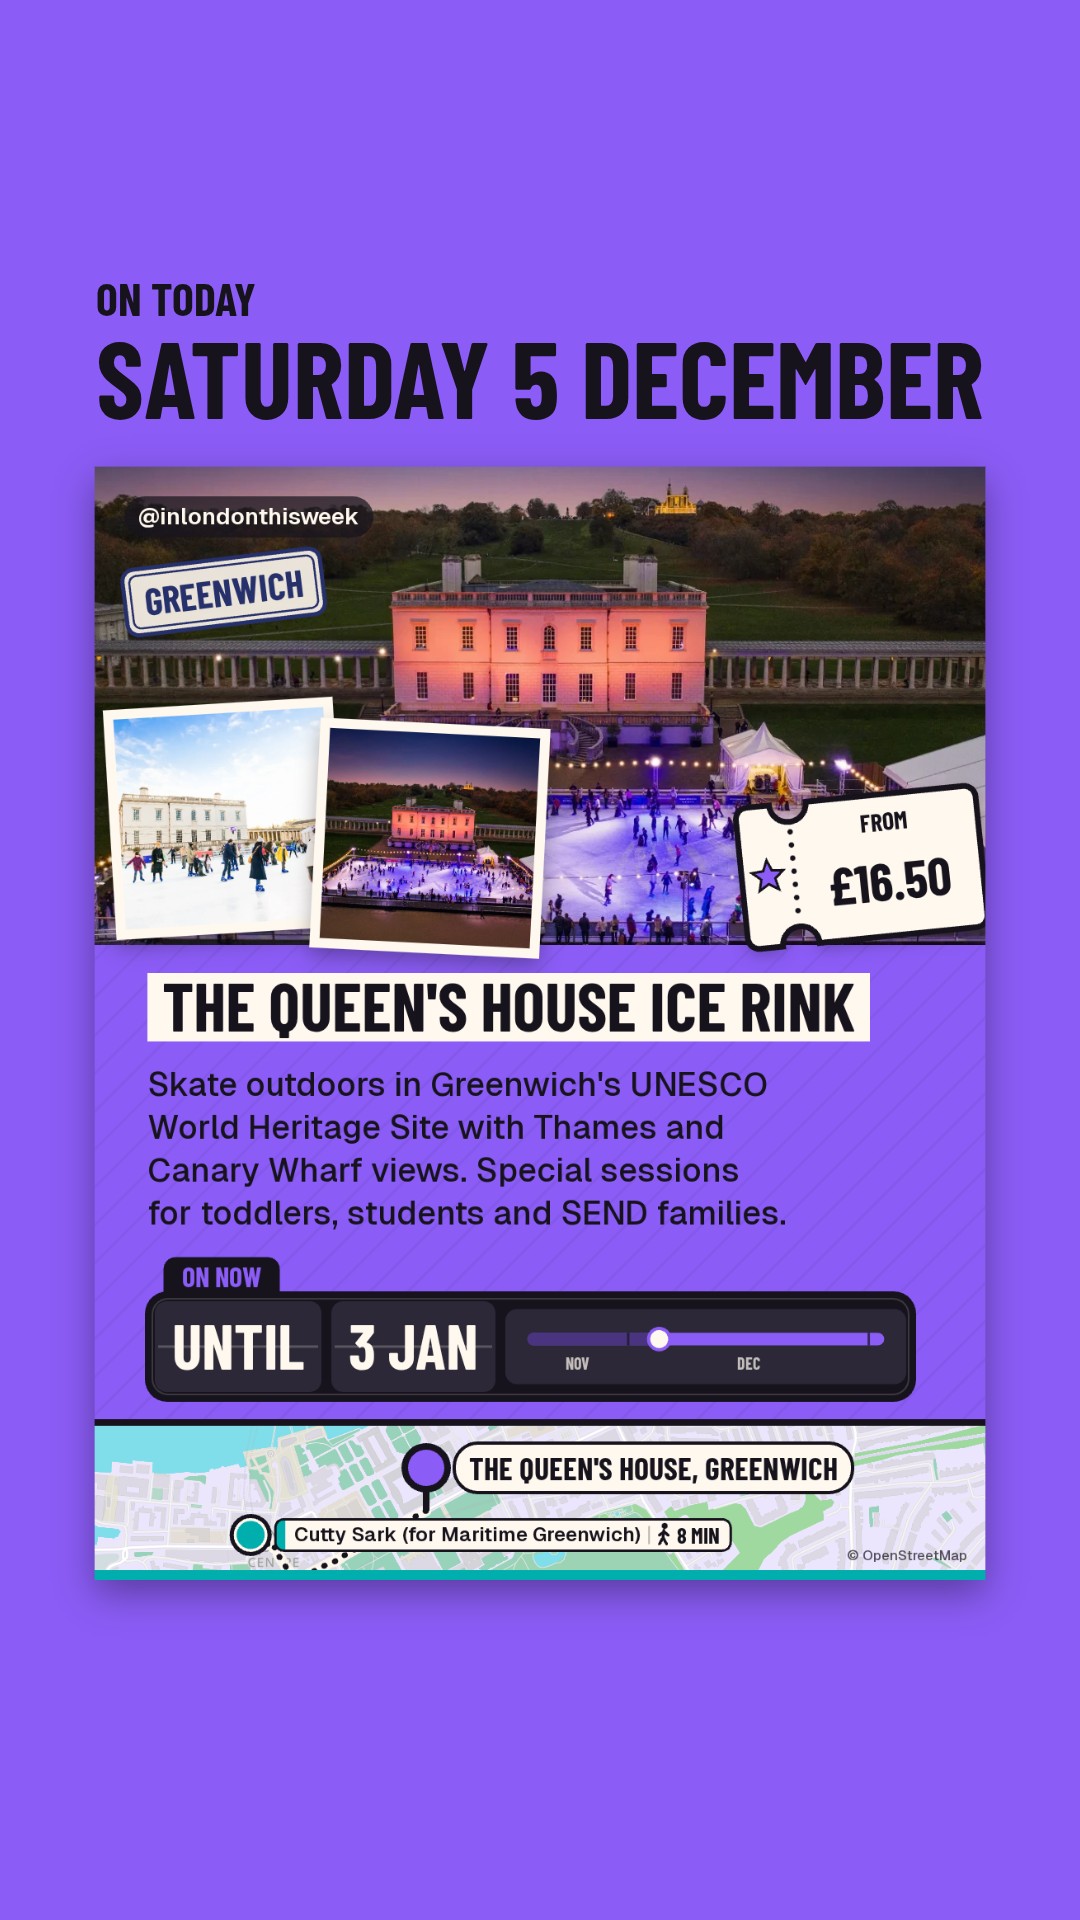 ON TODAY
SATURDAY 5 DECEMBER
@inlondonthisweek
GREENWICH
FROM
£16.50
THE QUEEN'S HOUSE ICE RINK
Skate outdoors in Greenwich's UNESCO
World Heritage Site with Thames and
Canary Wharf views. Special sessions
for toddlers, students and SEND families.
ON NOW
UNTIL 3 JAN
NOV DEC
THE QUEEN'S HOUSE, GREENWICH
Cutty Sark (for Maritime Greenwich) | 8 MIN
© OpenStreetMap